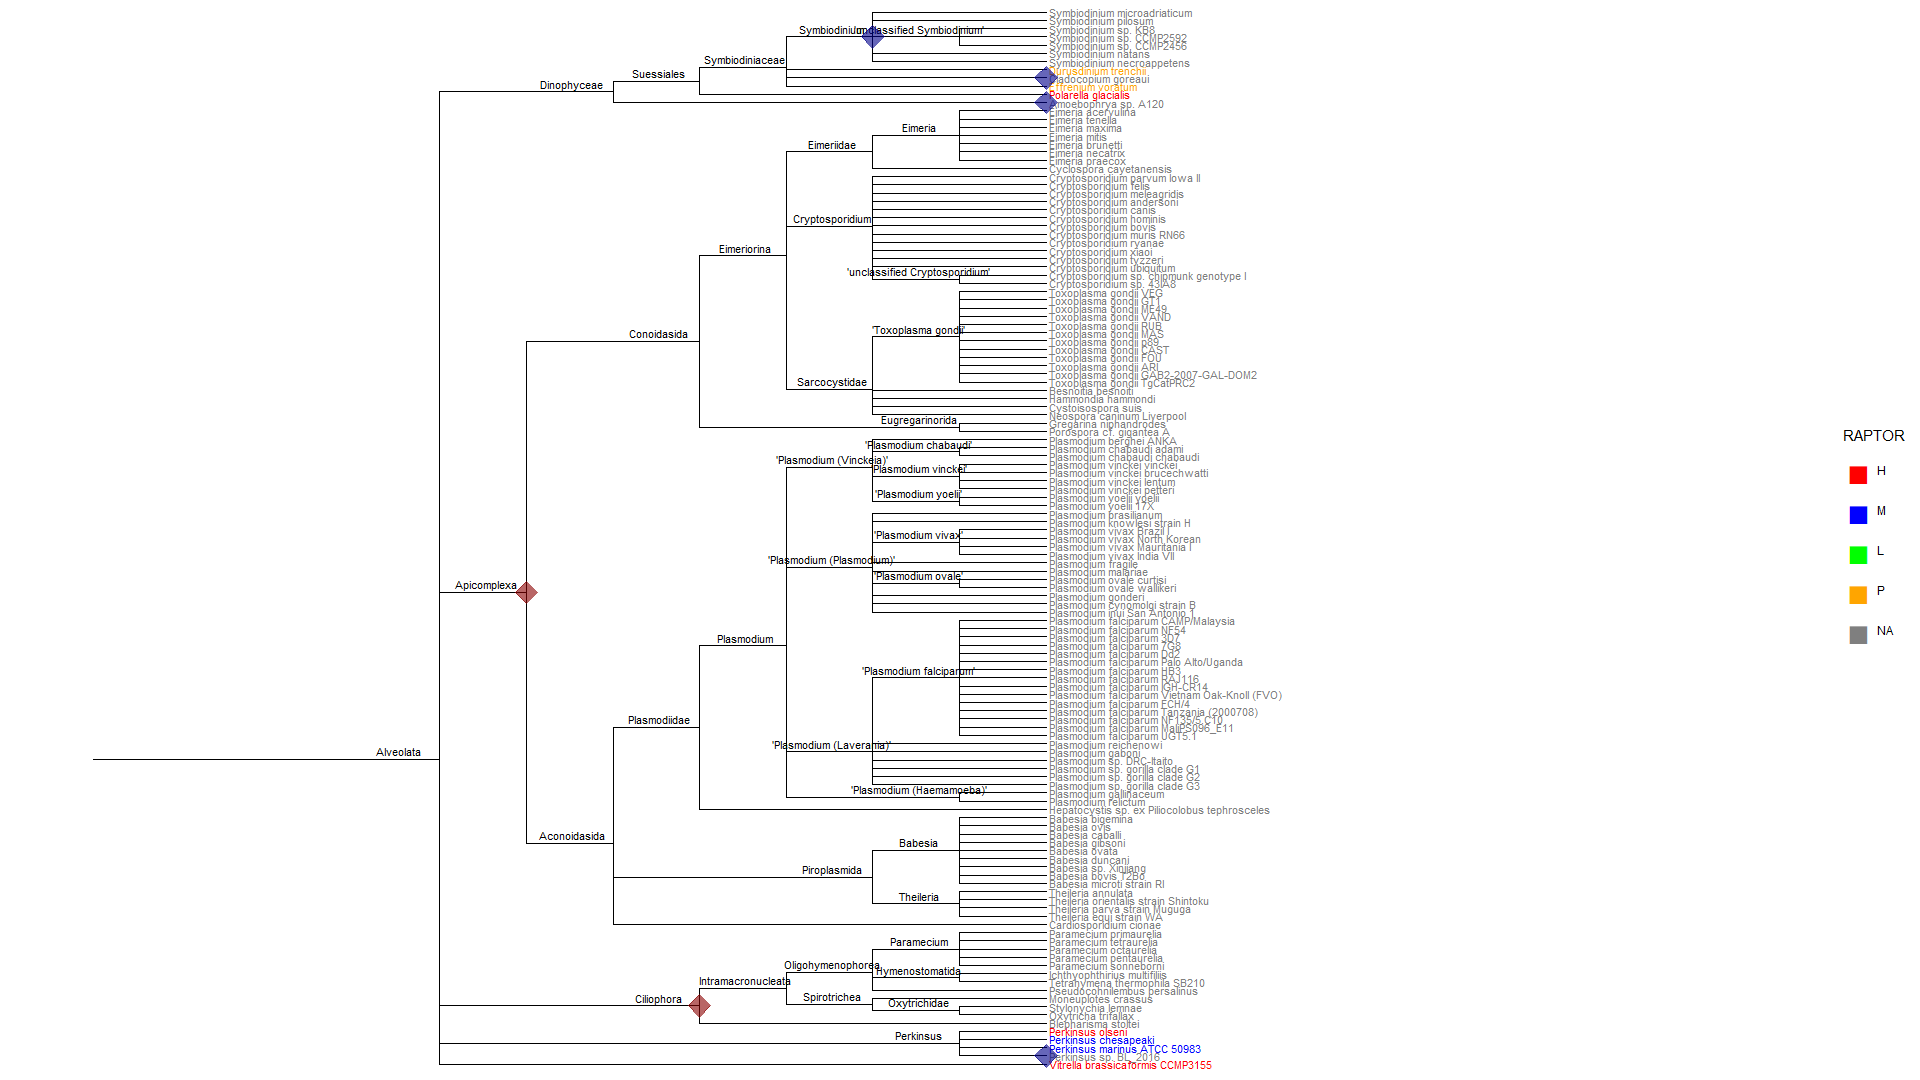 Symbiodinium microadriaticum
Symbiodinium pilosum
'unclassified Symbiodinium'
Symbiodinium sp. KB8
Symbiodinium sp. CCMP2592
Symbiodinium sp. CCMP2456
Symbiodinium natans
Symbiodinium necroappetens
Symbiodiniaceae
Durusdinium trenchii
Suessiales
Cladocopium goreaui
Dinophyceae
Effrenium voratum
Polarella glacialis
Amoebophrya sp. A120
Eimeria acervulina
Eimeria tenella
Eimeria
Eimeria maxima
Eimeria mitis
Eimeriidae
Eimeria brunetti
Eimeria necatrix
Eimeria praecox
Cyclospora cayetanensis
Cryptosporidium parvum Iowa II
Cryptosporidium felis
Cryptosporidium meleagridis
Cryptosporidium andersoni
Cryptosporidium canis
Cryptosporidium
Cryptosporidium hominis
Cryptosporidium bovis
Cryptosporidium muris RN66
Cryptosporidium ryanae
Eimeriorina
Cryptosporidium xiaoi
Cryptosporidium tyzzeri
Cryptosporidium ubiquitum
'unclassified Cryptosporidium'
Cryptosporidium sp. chipmunk genotype I
Cryptosporidium sp. 43IA8
Toxoplasma gondii VEG
Toxoplasma gondii GT1
Toxoplasma gondii ME49
Toxoplasma gondii VAND
Toxoplasma gondii RUB
'Toxoplasma gondii'
Conoidasida
Toxoplasma gondii MAS
Toxoplasma gondii p89
Toxoplasma gondii CAST
Toxoplasma gondii FOU
Toxoplasma gondii ARI
Toxoplasma gondii GAB2-2007-GAL-DOM2
Sarcocystidae
Toxoplasma gondii TgCatPRC2
Besnoitia besnoiti
Hammondia hammondi
Cystoisospora suis
Neospora caninum Liverpool
Eugregarinorida
Gregarina niphandrodes
Porospora cf. gigantea A
Plasmodium berghei ANKA
'Plasmodium chabaudi'
Plasmodium chabaudi adami
Plasmodium chabaudi chabaudi
'Plasmodium (Vinckeia)'
Plasmodium vinckei vinckei
'Plasmodium vinckei'
Plasmodium vinckei brucechwatti
Plasmodium vinckei lentum
Plasmodium vinckei petteri
'Plasmodium yoelii'
Plasmodium yoelii yoelii
Plasmodium yoelii 17X
Plasmodium brasilianum
Plasmodium knowlesi strain H
Plasmodium vivax Brazil I
'Plasmodium vivax'
Plasmodium vivax North Korean
Plasmodium vivax Mauritania I
Plasmodium vivax India VII
'Plasmodium (Plasmodium)'
Plasmodium fragile
Plasmodium malariae
'Plasmodium ovale'
Plasmodium ovale curtisi
Apicomplexa
Plasmodium ovale wallikeri
Plasmodium gonderi
Plasmodium cynomolgi strain B
Plasmodium inui San Antonio 1
Plasmodium falciparum CAMP/Malaysia
Plasmodium falciparum NF54
Plasmodium
Plasmodium falciparum 3D7
Plasmodium falciparum 7G8
Plasmodium falciparum Dd2
Plasmodium falciparum Palo Alto/Uganda
'Plasmodium falciparum'
Plasmodium falciparum HB3
Plasmodium falciparum RAJ116
Plasmodium falciparum IGH-CR14
Plasmodium falciparum Vietnam Oak-Knoll (FVO)
Plasmodium falciparum FCH/4
Plasmodium falciparum Tanzania (2000708)
Plasmodiidae
Plasmodium falciparum NF135/5.C10
Plasmodium falciparum MaliPS096_E11
Plasmodium falciparum UGT5.1
'Plasmodium (Laverania)'
Plasmodium reichenowi
Alveolata
Plasmodium gaboni
Plasmodium sp. DRC-Itaito
Plasmodium sp. gorilla clade G1
Plasmodium sp. gorilla clade G2
Plasmodium sp. gorilla clade G3
'Plasmodium (Haemamoeba)'
Plasmodium gallinaceum
Plasmodium relictum
Hepatocystis sp. ex Piliocolobus tephrosceles
Babesia bigemina
Babesia ovis
Aconoidasida
Babesia caballi
Babesia
Babesia gibsoni
Babesia ovata
Babesia duncani
Piroplasmida
Babesia sp. Xinjiang
Babesia bovis T2Bo
Babesia microti strain RI
Theileria
Theileria annulata
Theileria orientalis strain Shintoku
Theileria parva strain Muguga
Theileria equi strain WA
Cardiosporidium cionae
Paramecium primaurelia
Paramecium
Paramecium tetraurelia
Paramecium octaurelia
Paramecium pentaurelia
Oligohymenophorea
Paramecium sonneborni
Hymenostomatida
Ichthyophthirius multifiliis
Intramacronucleata
Tetrahymena thermophila SB210
Pseudocohnilembus persalinus
Ciliophora
Spirotrichea
Moneuplotes crassus
Oxytrichidae
Stylonychia lemnae
Oxytricha trifallax
Blepharisma stoltei
Perkinsus
Perkinsus olseni
Perkinsus chesapeaki
Perkinsus marinus ATCC 50983
Perkinsus sp. BL_2016
Vitrella brassicaformis CCMP3155
RAPTOR
H
M
L
P
NA